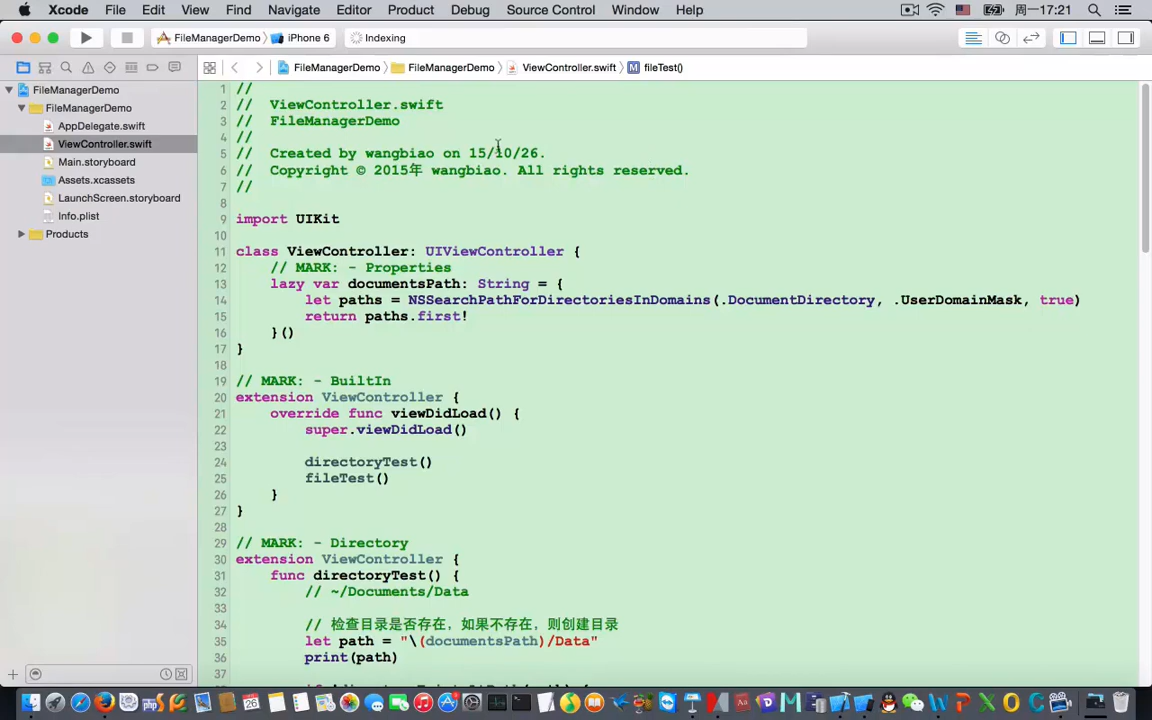 Xcode File Edit View Find Navigate Editor Product Debug Source Control Window Help 周一17:21
FileManagerDemo iPhone 6 Indexing
FileManagerDemo FileManagerDemo ViewController.swift M fileTest()
FileManagerDemo
FileManagerDemo
AppDelegate.swift
ViewController.swift
Main.storyboard
Assets.xcassets
LaunchScreen.storyboard
Info.plist
Products
1 //
2 // ViewController.swift
3 // FileManagerDemo
4 //
5 // Created by wangbiao on 15/10/26.
6 // Copyright © 2015年 wangbiao. All rights reserved.
7 //
8
9 import UIKit
10
11 class ViewController: UIViewController {
12 // MARK: - Properties
13 lazy var documentsPath: String = {
14 let paths = NSSearchPathForDirectoriesInDomains(.DocumentDirectory, .UserDomainMask, true)
15 return paths.first!
16 }()
17 }
18
19 // MARK: - BuiltIn
20 extension ViewController {
21 override func viewDidLoad() {
22 super.viewDidLoad()
23
24 directoryTest()
25 fileTest()
26 }
27 }
28
29 // MARK: - Directory
30 extension ViewController {
31 func directoryTest() {
32 // ~/Documents/Data
33
34 // 检查目录是否存在，如果不存在，则创建目录
35 let path = "\(documentsPath)/Data"
36 print(path)